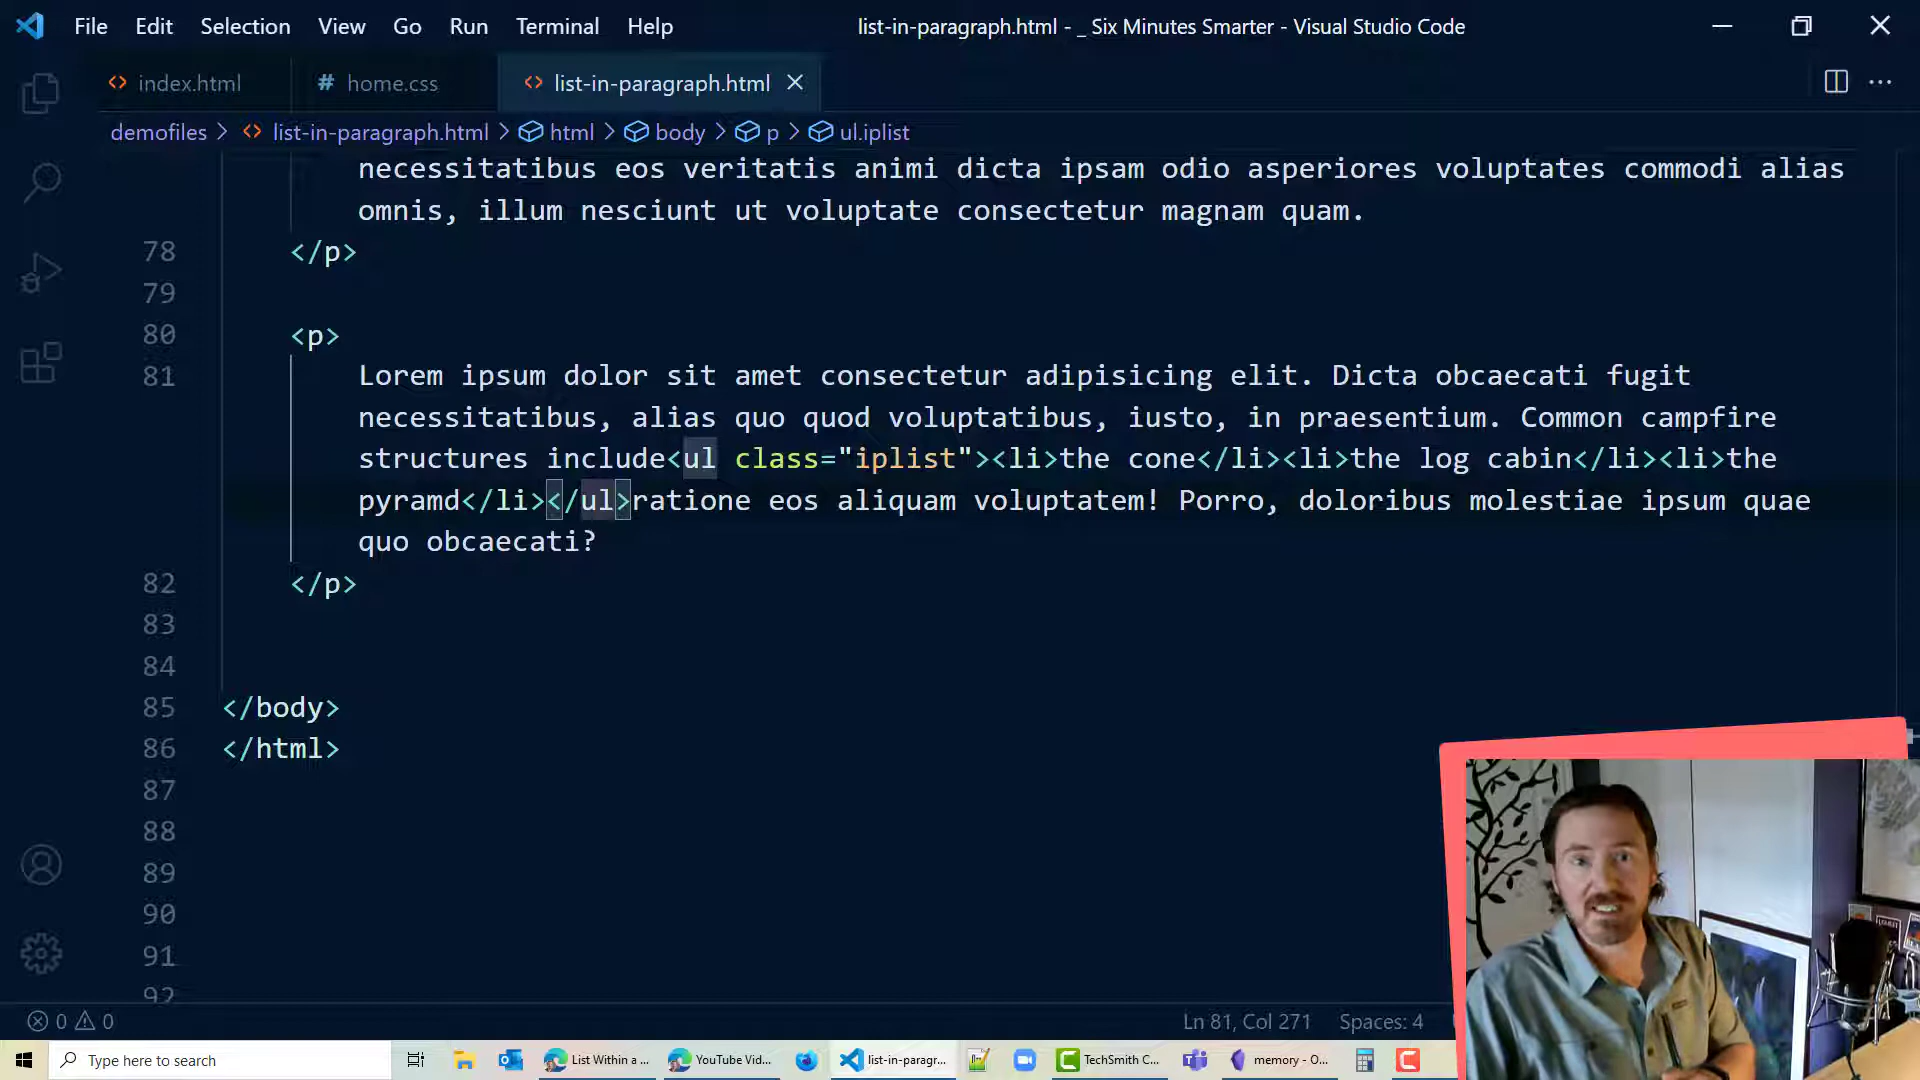 File Edit Selection View Go Run Terminal Help list-in-paragraph.html - _ Six Minutes Smarter - Visual Studio Code
index.html # home.css list-in-paragraph.html
demofiles > list-in-paragraph.html > html > body > p > ul.iplist
necessitatibus eos veritatis animi dicta ipsam odio asperiores voluptates commodi alias
omnis, illum nesciunt ut voluptate consectetur magnam quam.
78 </p>
79
80 <p>
81 Lorem ipsum dolor sit amet consectetur adipisicing elit. Dicta obcaecati fugit
necessitatibus, alias quo quod voluptatibus, iusto, in praesentium. Common campfire
structures include<ul class="iplist"><li>the cone</li><li>the log cabin</li><li>the
pyramd</li></ul>ratione eos aliquam voluptatem! Porro, doloribus molestiae ipsum quae
quo obcaecati?
82 </p>
83
84
85 </body>
86 </html>
87
88
89
90
91
92
0 0 Ln 81, Col 271 Spaces: 4
Type here to search List Within a ... YouTube Vid... list-in-paragr... TechSmith C... memory - O...